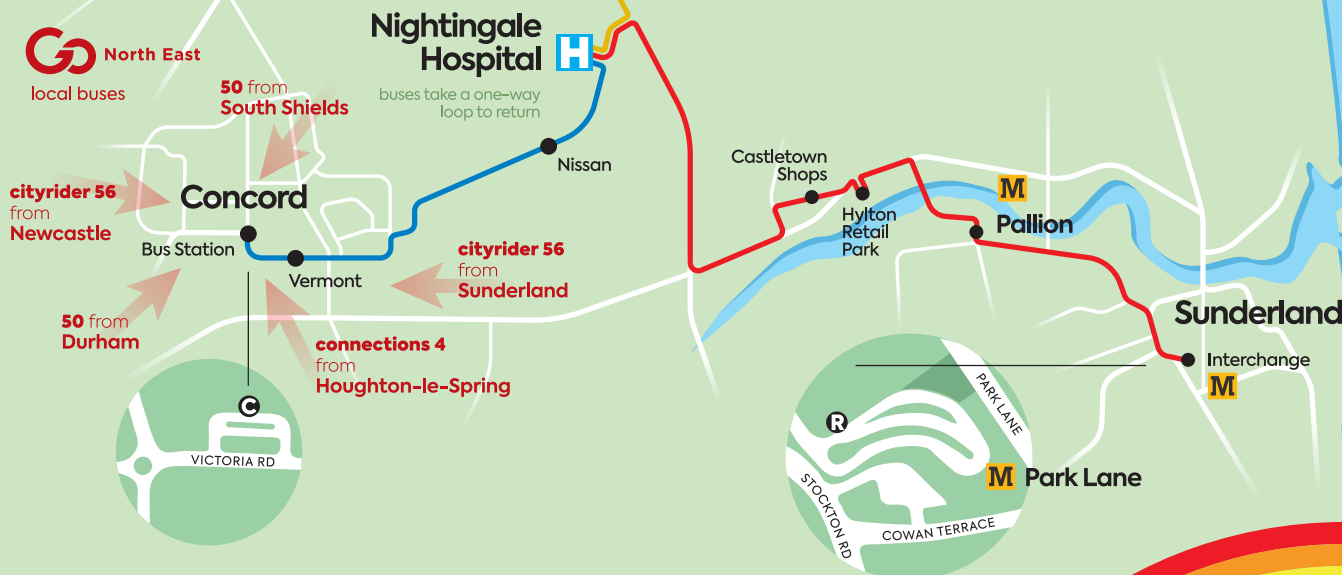 GO North East
local buses
Nightingale
Hospital
H
buses take a one-way
loop to return
50 from
South Shields
cityrider 56
from
Newcastle
Concord
Bus Station
Vermont
Nissan
cityrider 56
from
Sunderland
50 from
Durham
connections 4
from
Houghton-le-Spring
C
VICTORIA RD
Castletown
Shops
Hylton
Retail
Park
M
Pallion
Sunderland
Interchange
M
R
PARK LANE
M Park Lane
STOCKTON RD
COWAN TERRACE